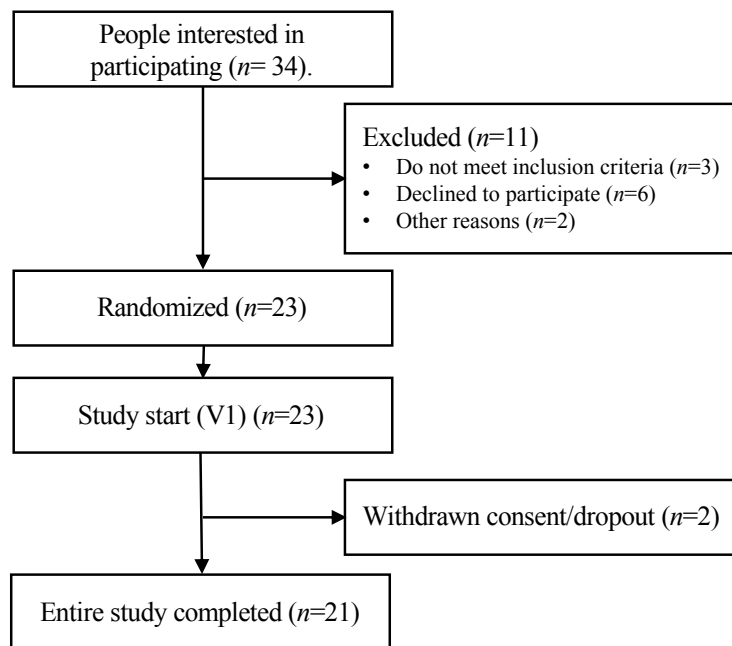 People interested in
participating (n= 34).
Excluded (n=11)
• Do not meet inclusion criteria (n=3)
• Declined to participate (n=6)
• Other reasons (n=2)
Randomized (n=23)
Study start (V1) (n=23)
Withdrawn consent/dropout (n=2)
Entire study completed (n=21)